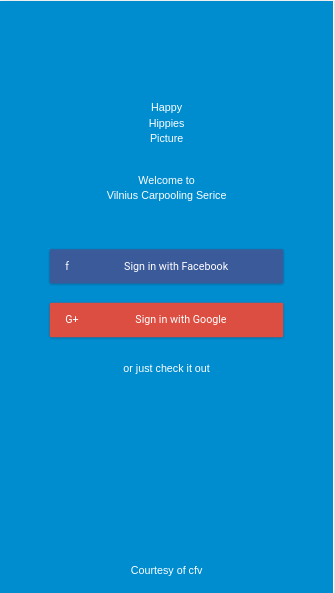 Happy
Hippies
Picture
Welcome to
Vilnius Carpooling Serice
f Sign in with Facebook
G+ Sign in with Google
or just check it out
Courtesy of cfv